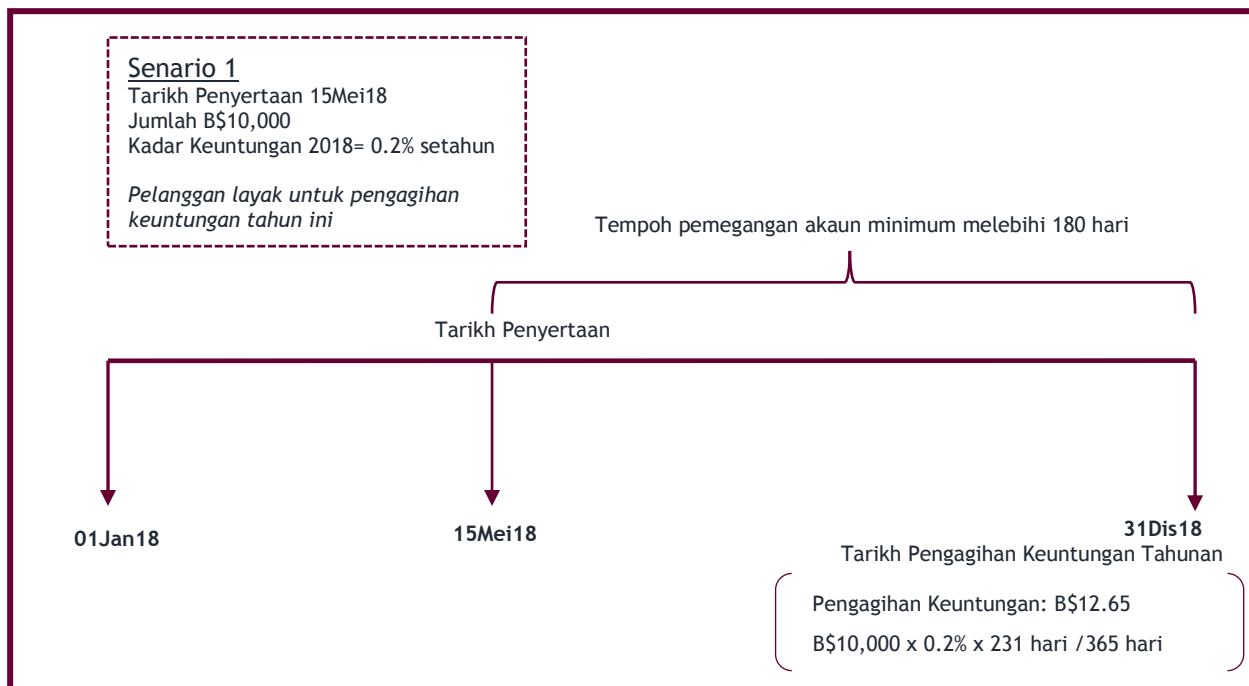 Senario 1
Tarikh Penyertaan 15Mei18
Jumlah B$10,000
Kadar Keuntungan 2018= 0.2% setahun
Pelanggan layak untuk pengagihan
keuntungan tahun ini
Tempoh pemegangan akaun minimum melebihi 180 hari
Tarikh Penyertaan
01Jan18
15Mei18
31Dis18
Tarikh Pengagihan Keuntungan Tahunan
Pengagihan Keuntungan: B$12.65
B$10,000 x 0.2% x 231 hari /365 hari